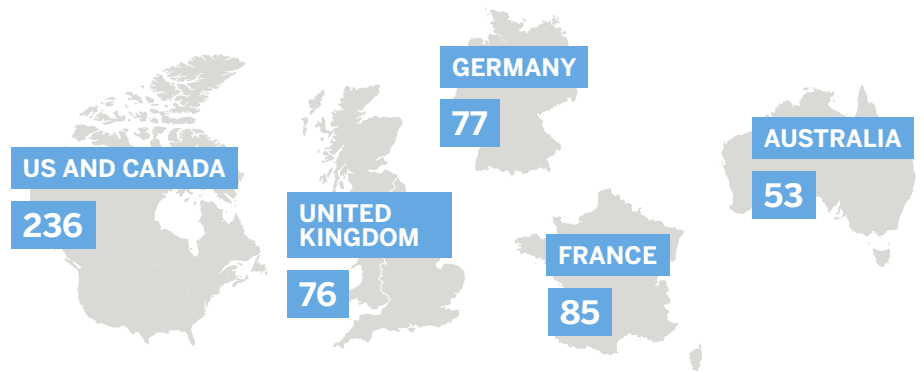 US AND CANADA
236
UNITED
KINGDOM
76
GERMANY
77
FRANCE
85
AUSTRALIA
53